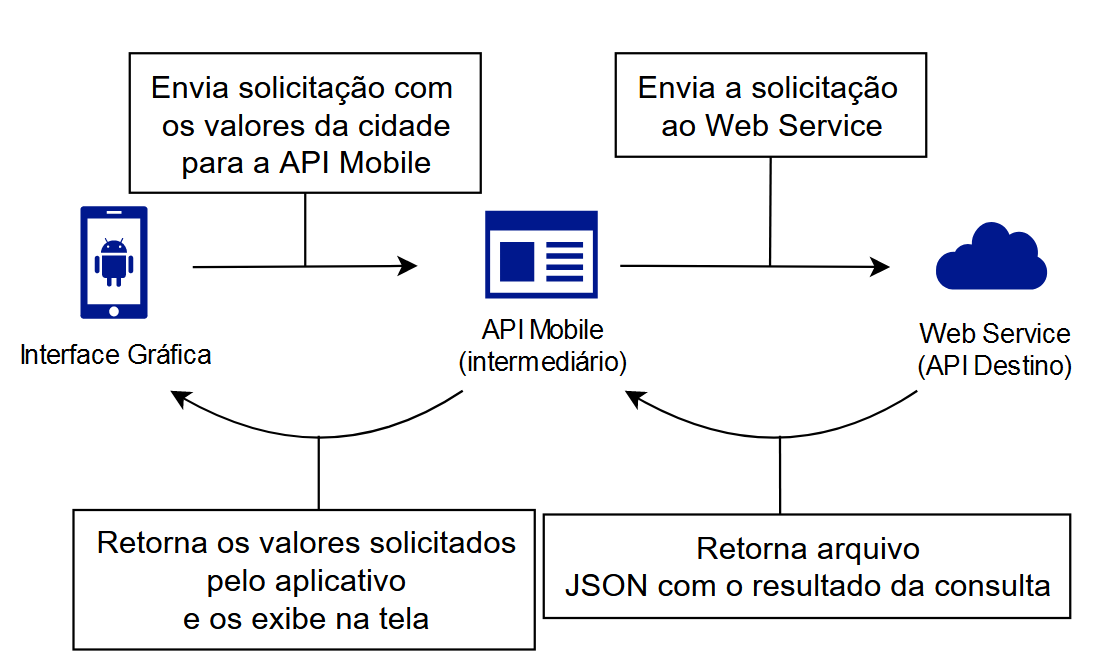 Envia solicitação com
os valores da cidade
para a API Mobile
Envia a solicitação
ao Web Service
Interface Gráfica
API Mobile
(intermediário)
Web Service
(API Destino)
Retorna os valores solicitados
pelo aplicativo
e os exibe na tela
Retorna arquivo
JSON com o resultado da consulta